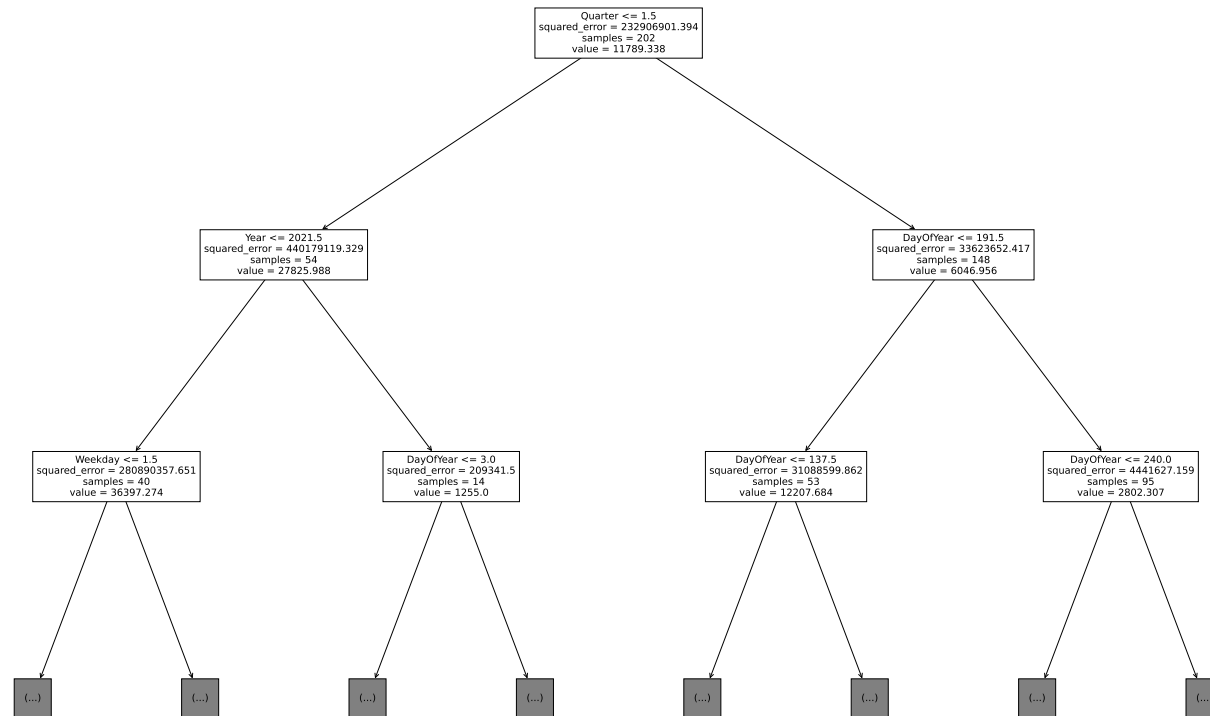 Quarter <= 1.5
squared_error = 232906901.394
samples = 202
value = 11789.338
Year <= 2021.5
squared_error = 440179119.329
samples = 54
value = 27825.988
DayOfYear <= 191.5
squared_error = 33623652.417
samples = 148
value = 6046.956
Weekday <= 1.5
squared_error = 280890357.651
samples = 40
value = 36397.274
DayOfYear <= 3.0
squared_error = 209341.5
samples = 14
value = 1255.0
DayOfYear <= 137.5
squared_error = 31088599.862
samples = 53
value = 12207.684
DayOfYear <= 240.0
squared_error = 4441627.159
samples = 95
value = 2802.307
(...)
(...)
(...)
(...)
(...)
(...)
(...)
(...